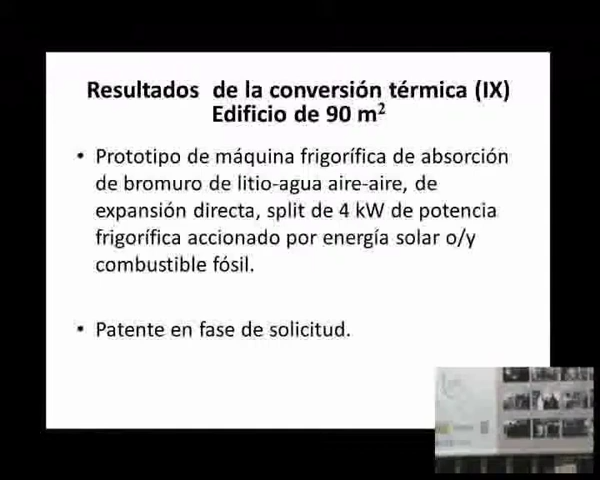 Resultados de la conversión térmica (IX)
Edificio de 90 m²
• Prototipo de máquina frigorífica de absorción
de bromuro de litio-agua aire-aire, de
expansión directa, split de 4 kW de potencia
frigorífica accionado por energía solar o/y
combustible fósil.
• Patente en fase de solicitud.